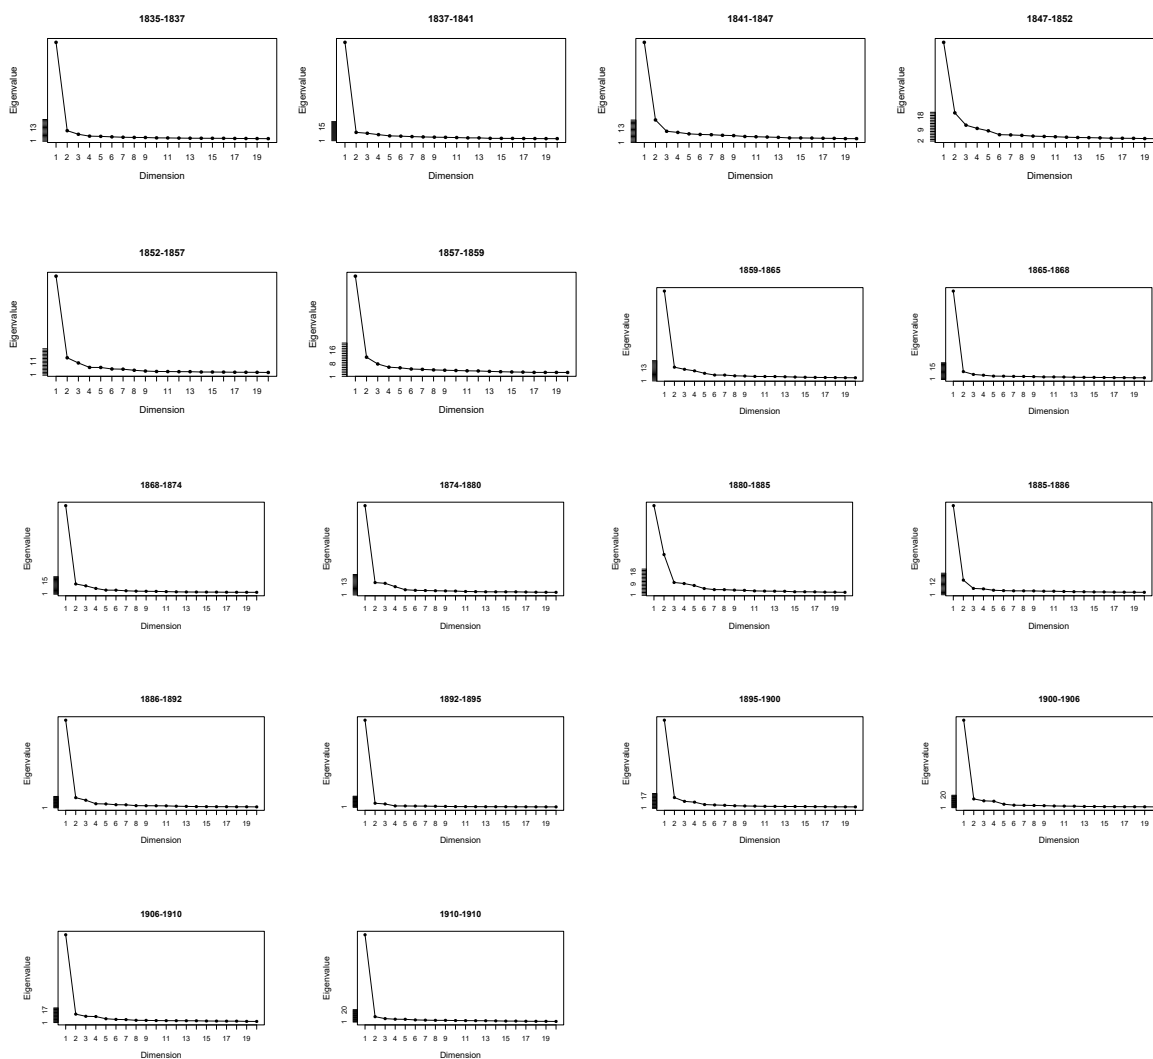 1835-1837
Eigenvalue
13
1
1 2 3 4 5 6 7 8 9 11 13 15 17 19
Dimension
1837-1841
Eigenvalue
15
1
1 2 3 4 5 6 7 8 9 11 13 15 17 19
Dimension
1841-1847
Eigenvalue
13
1
1 2 3 4 5 6 7 8 9 11 13 15 17 19
Dimension
1847-1852
Eigenvalue
18
9
2
1 2 3 4 5 6 7 8 9 11 13 15 17 19
Dimension
1852-1857
Eigenvalue
11
1
1 2 3 4 5 6 7 8 9 11 13 15 17 19
Dimension
1857-1859
Eigenvalue
16
8
1
1 2 3 4 5 6 7 8 9 11 13 15 17 19
Dimension
1859-1865
Eigenvalue
13
1
1 2 3 4 5 6 7 8 9 11 13 15 17 19
Dimension
1865-1868
Eigenvalue
15
1
1 2 3 4 5 6 7 8 9 11 13 15 17 19
Dimension
1868-1874
Eigenvalue
15
1
1 2 3 4 5 6 7 8 9 11 13 15 17 19
Dimension
1874-1880
Eigenvalue
13
1
1 2 3 4 5 6 7 8 9 11 13 15 17 19
Dimension
1880-1885
Eigenvalue
18
9
1
1 2 3 4 5 6 7 8 9 11 13 15 17 19
Dimension
1885-1886
Eigenvalue
12
1
1 2 3 4 5 6 7 8 9 11 13 15 17 19
Dimension
1886-1892
Eigenvalue
1
1 2 3 4 5 6 7 8 9 11 13 15 17 19
Dimension
1892-1895
Eigenvalue
1
1 2 3 4 5 6 7 8 9 11 13 15 17 19
Dimension
1895-1900
Eigenvalue
17
1
1 2 3 4 5 6 7 8 9 11 13 15 17 19
Dimension
1900-1906
Eigenvalue
20
1
1 2 3 4 5 6 7 8 9 11 13 15 17 19
Dimension
1906-1910
Eigenvalue
17
1
1 2 3 4 5 6 7 8 9 11 13 15 17 19
Dimension
1910-1910
Eigenvalue
20
1
1 2 3 4 5 6 7 8 9 11 13 15 17 19
Dimension